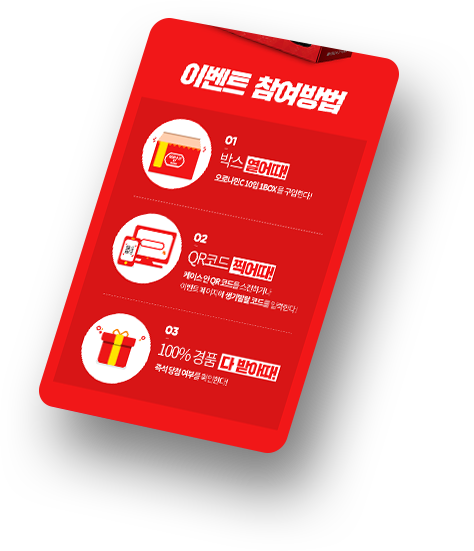 이벤트 참여방법
01
박스 열어때!
오로나민C 10입 1BOX를 구입한다!
02
QR코드 찍어때!
케이스 안 QR코드를 스캔하거나
이벤트 페이지에 생기발랄 코드를 입력한다!
03
100% 경품 다 받아때!
즉석 당첨 여부를 확인한다!